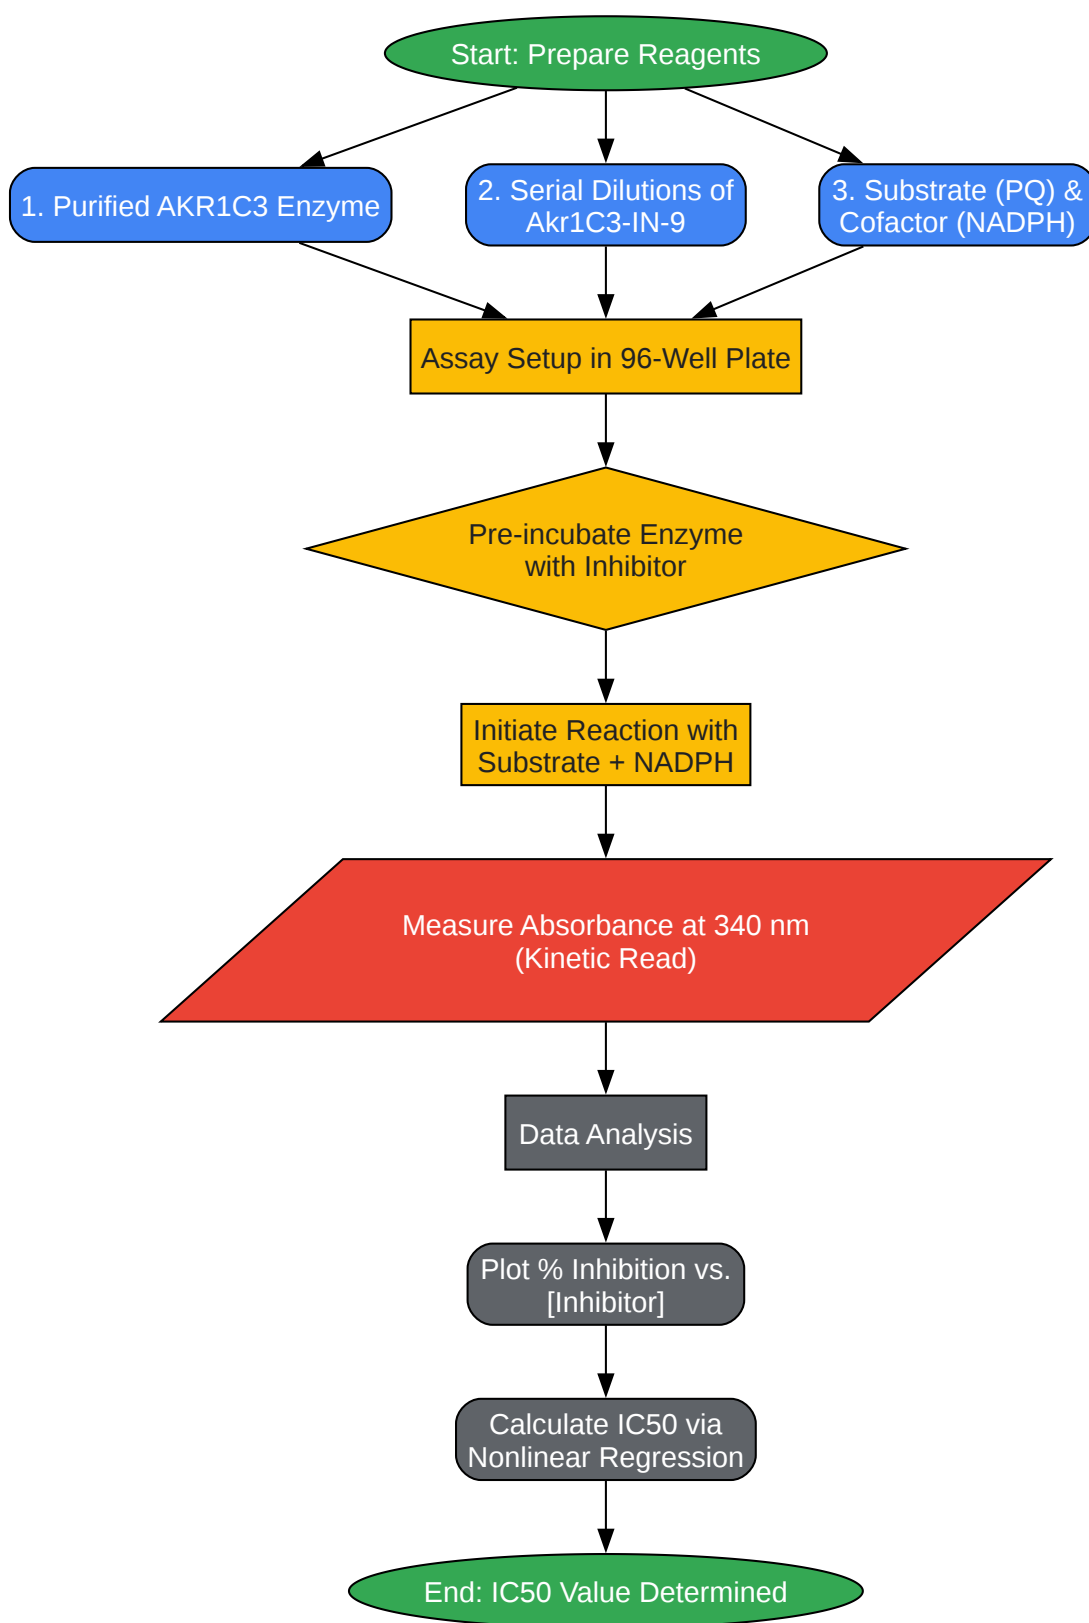 Start: Prepare Reagents
1. Purified AKR1C3 Enzyme
2. Serial Dilutions of
Akr1C3-IN-9
3. Substrate (PQ) &
Cofactor (NADPH)
Assay Setup in 96-Well Plate
Pre-incubate Enzyme
with Inhibitor
Initiate Reaction with
Substrate + NADPH
Measure Absorbance at 340 nm
(Kinetic Read)
Data Analysis
Plot % Inhibition vs.
[Inhibitor]
Calculate IC50 via
Nonlinear Regression
End: IC50 Value Determined